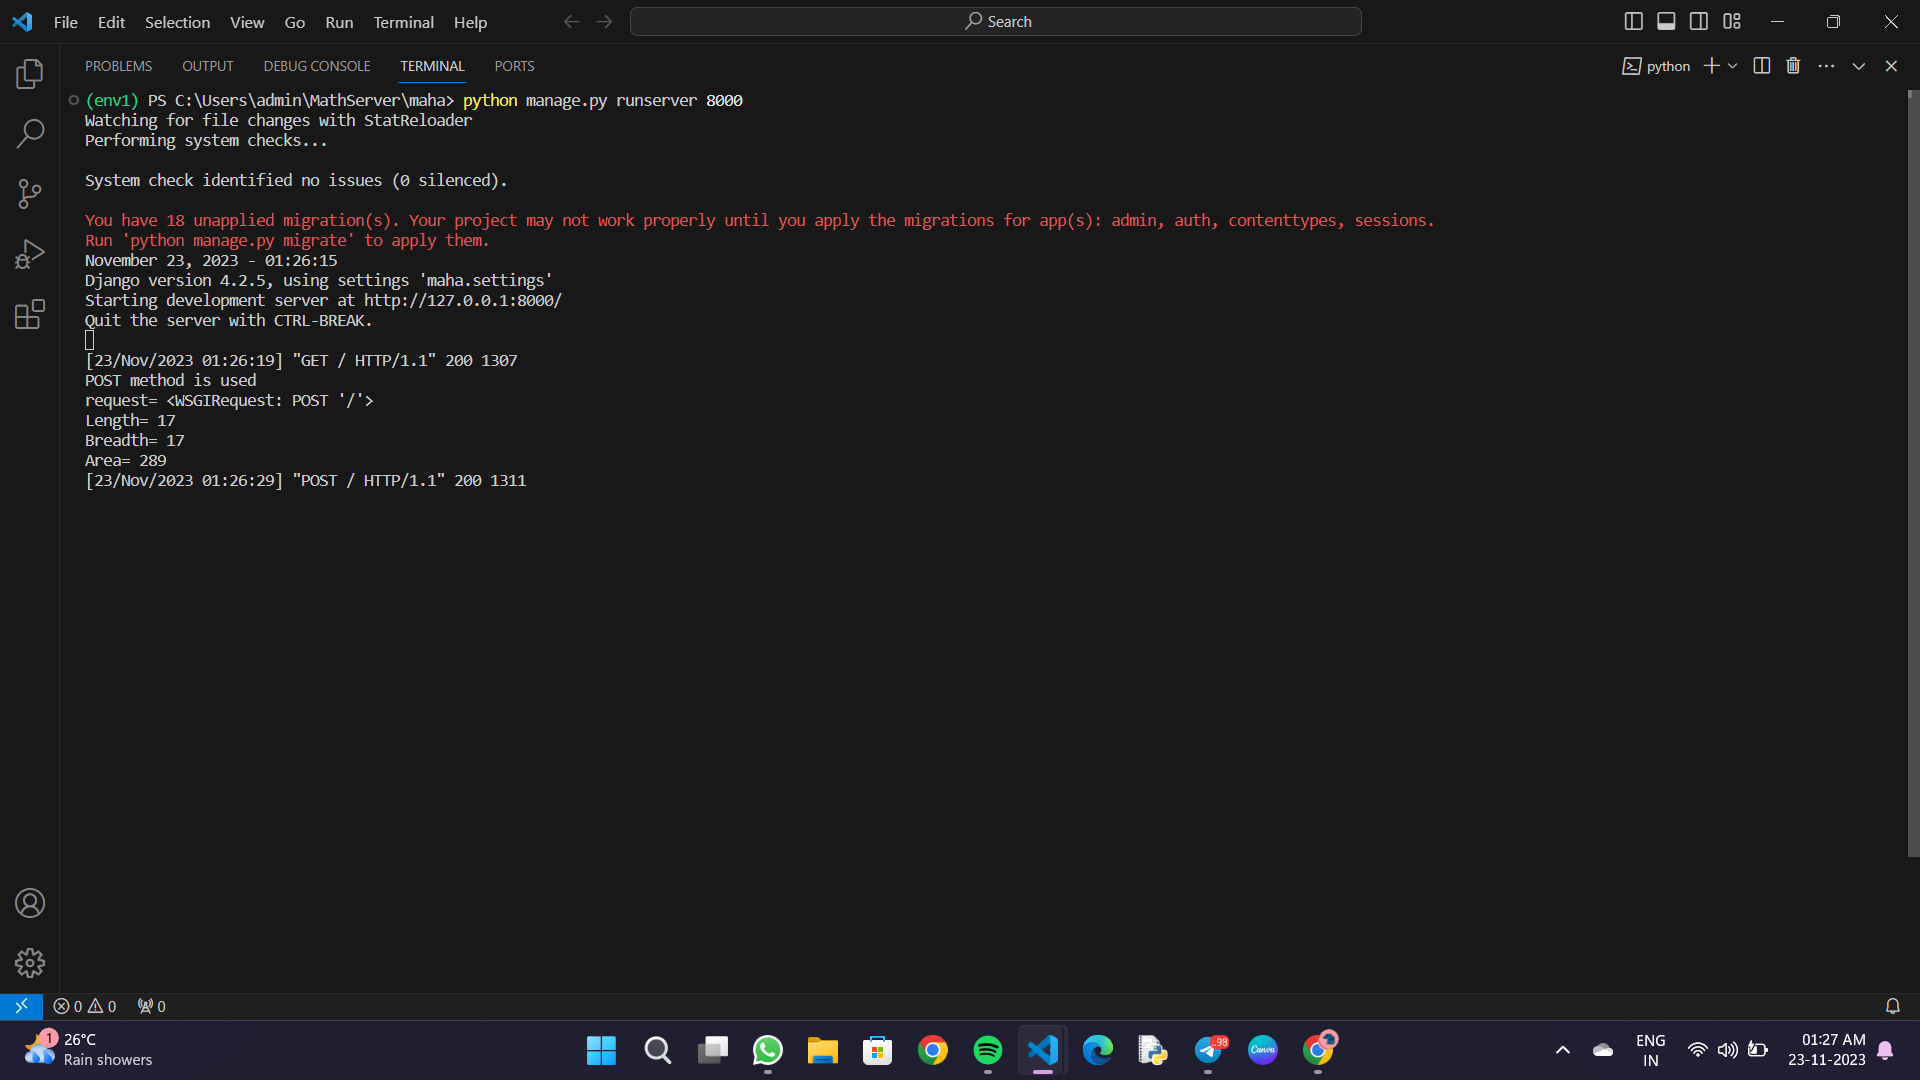 File Edit Selection View Go Run Terminal Help
Search
PROBLEMS OUTPUT DEBUG CONSOLE TERMINAL PORTS
python
(env1) PS C:\Users\admin\MathServer\maha> python manage.py runserver 8000
Watching for file changes with StatReloader
Performing system checks...
System check identified no issues (0 silenced).
You have 18 unapplied migration(s). Your project may not work properly until you apply the migrations for app(s): admin, auth, contenttypes, sessions.
Run 'python manage.py migrate' to apply them.
November 23, 2023 - 01:26:15
Django version 4.2.5, using settings 'maha.settings'
Starting development server at http://127.0.0.1:8000/
Quit the server with CTRL-BREAK.
[23/Nov/2023 01:26:19] "GET / HTTP/1.1" 200 1307
POST method is used
request= <WSGIRequest: POST '/'>
Length= 17
Breadth= 17
Area= 289
[23/Nov/2023 01:26:29] "POST / HTTP/1.1" 200 1311
0 0 0
1
26°C
Rain showers
98
Canva
ENG
IN
01:27 AM
23-11-2023